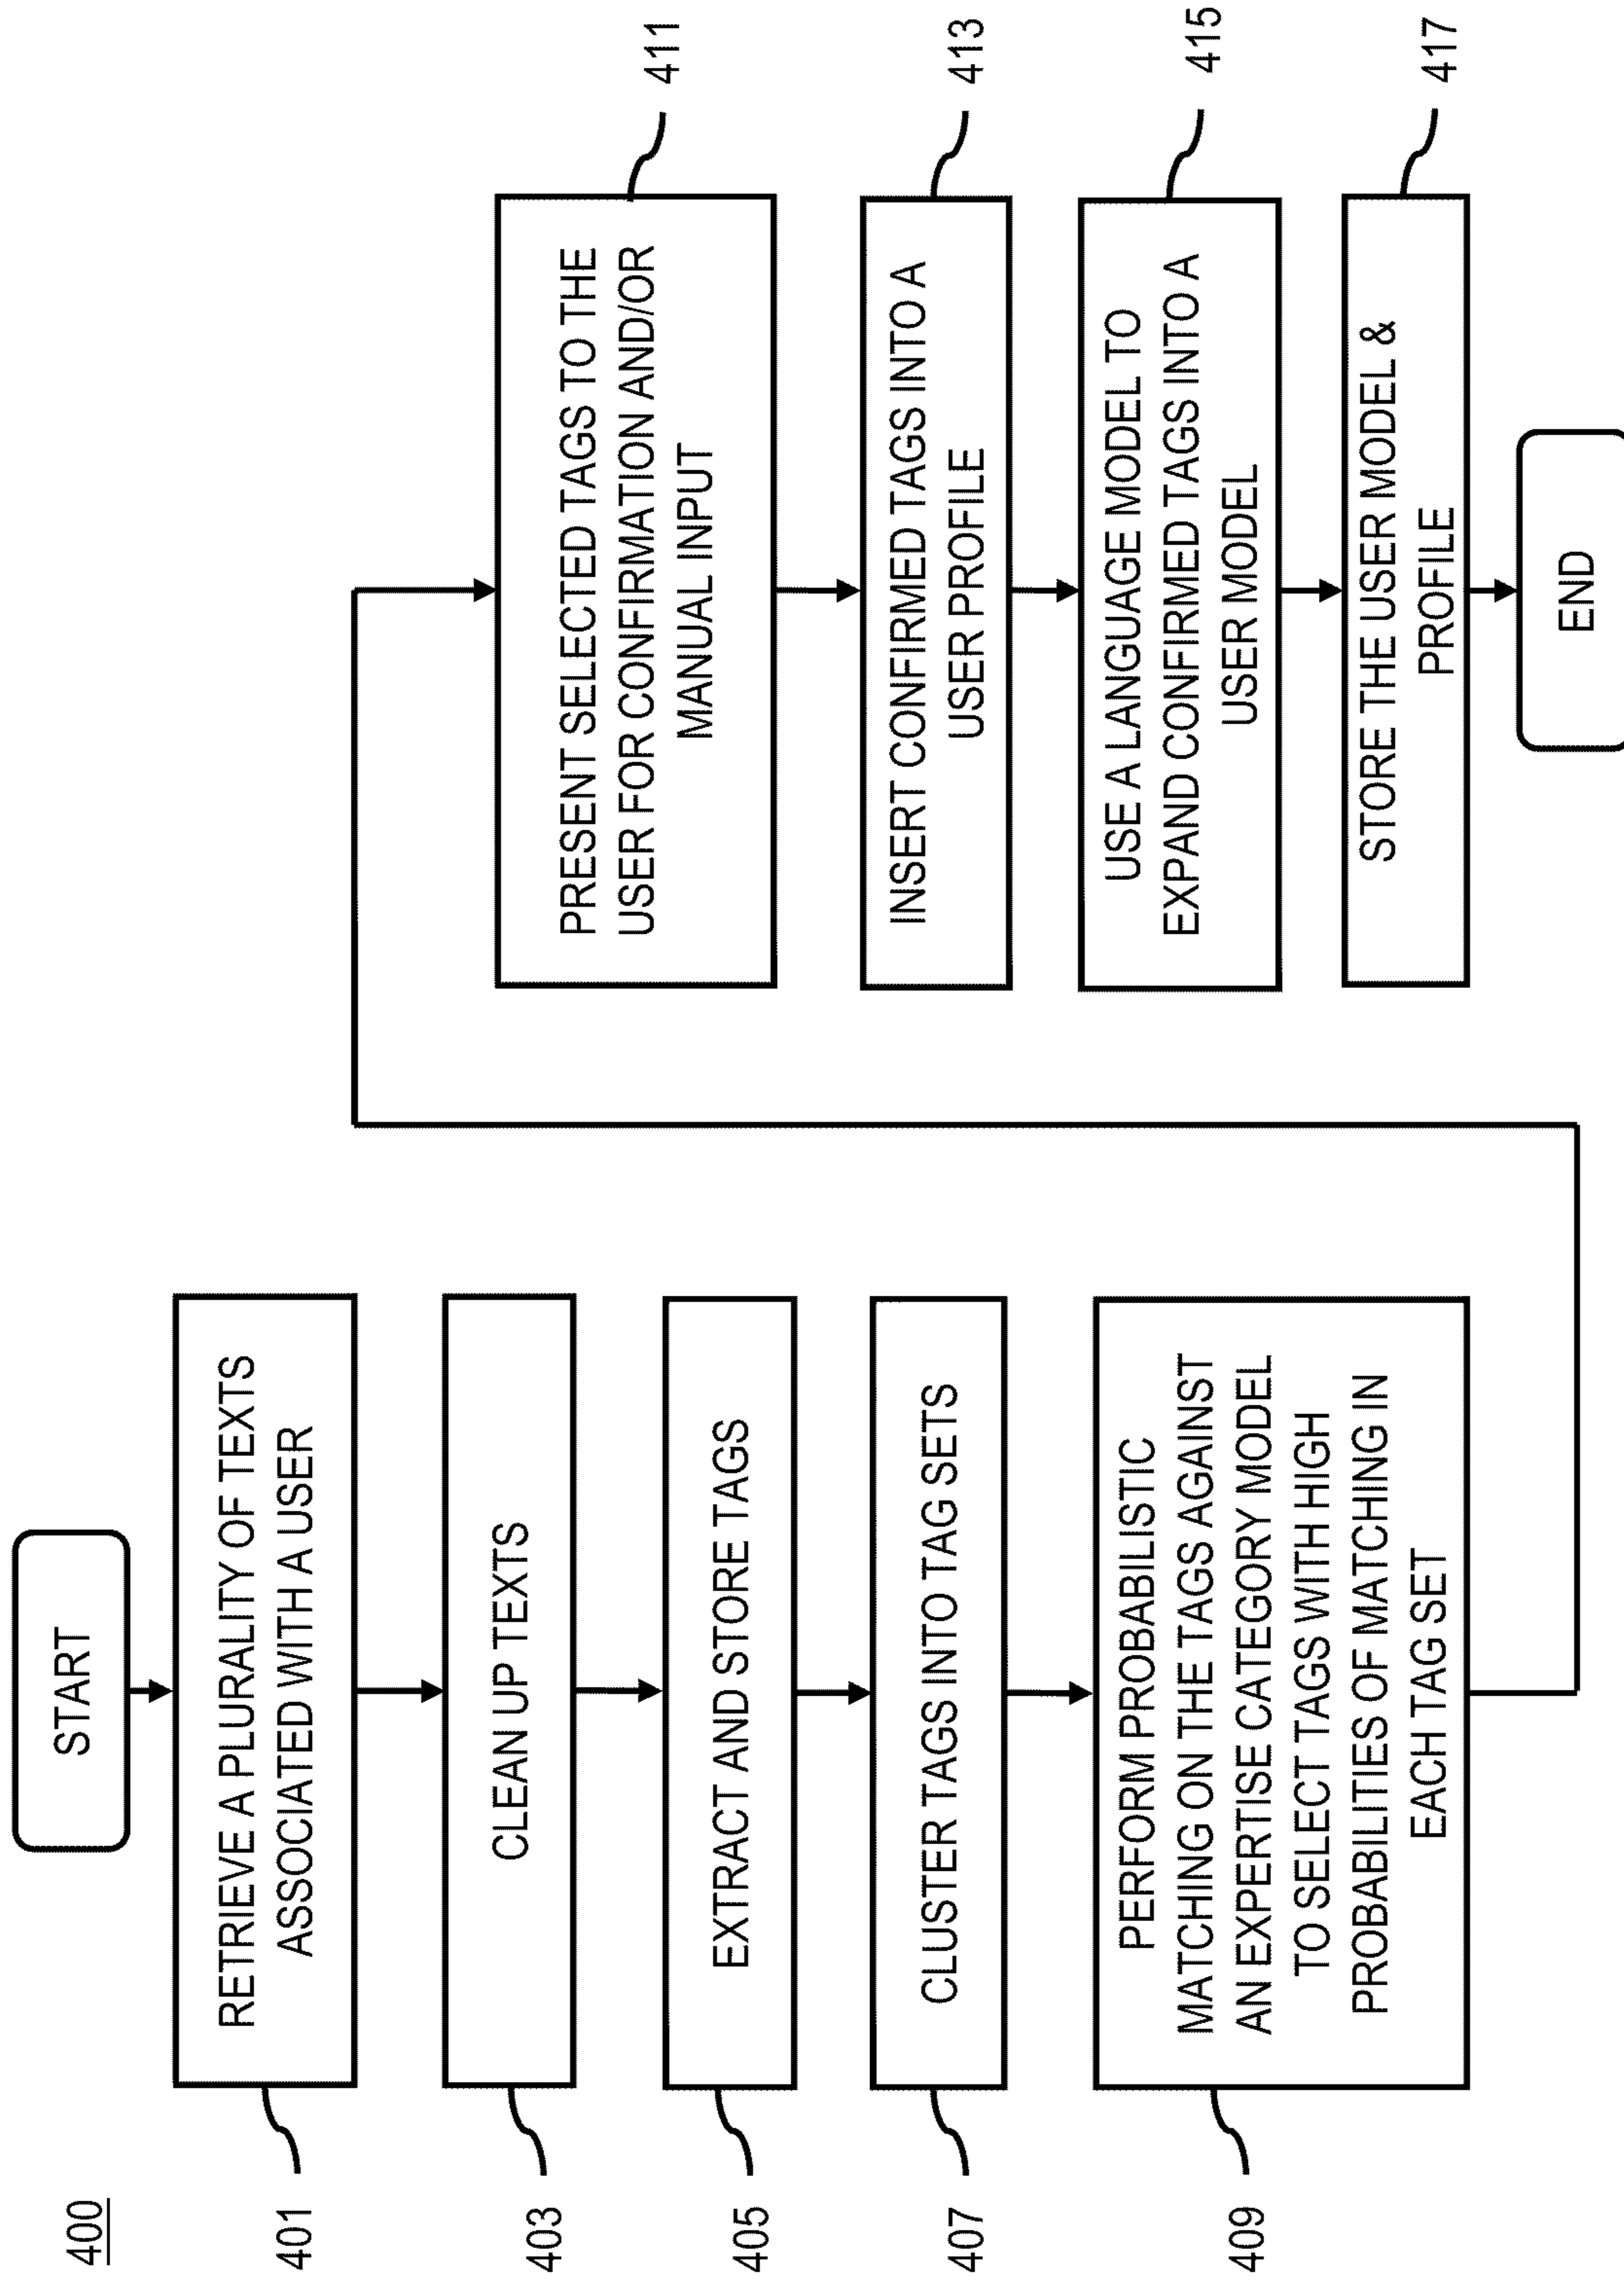 400
START
401
RETRIEVE A PLURALITY OF TEXTS
ASSOCIATED WITH A USER
403
CLEAN UP TEXTS
405
EXTRACT AND STORE TAGS
407
CLUSTER TAGS INTO TAG SETS
409
PERFORM PROBABILISTIC
MATCHING ON THE TAGS AGAINST
AN EXPERTISE CATEGORY MODEL
TO SELECT TAGS WITH HIGH
PROBABILITIES OF MATCHING IN
EACH TAG SET
411
PRESENT SELECTED TAGS TO THE
USER FOR CONFIRMATION AND/OR
MANUAL INPUT
413
INSERT CONFIRMED TAGS INTO A
USER PROFILE
415
USE A LANGUAGE MODEL TO
EXPAND CONFIRMED TAGS INTO A
USER MODEL
417
STORE THE USER MODEL &
PROFILE
END